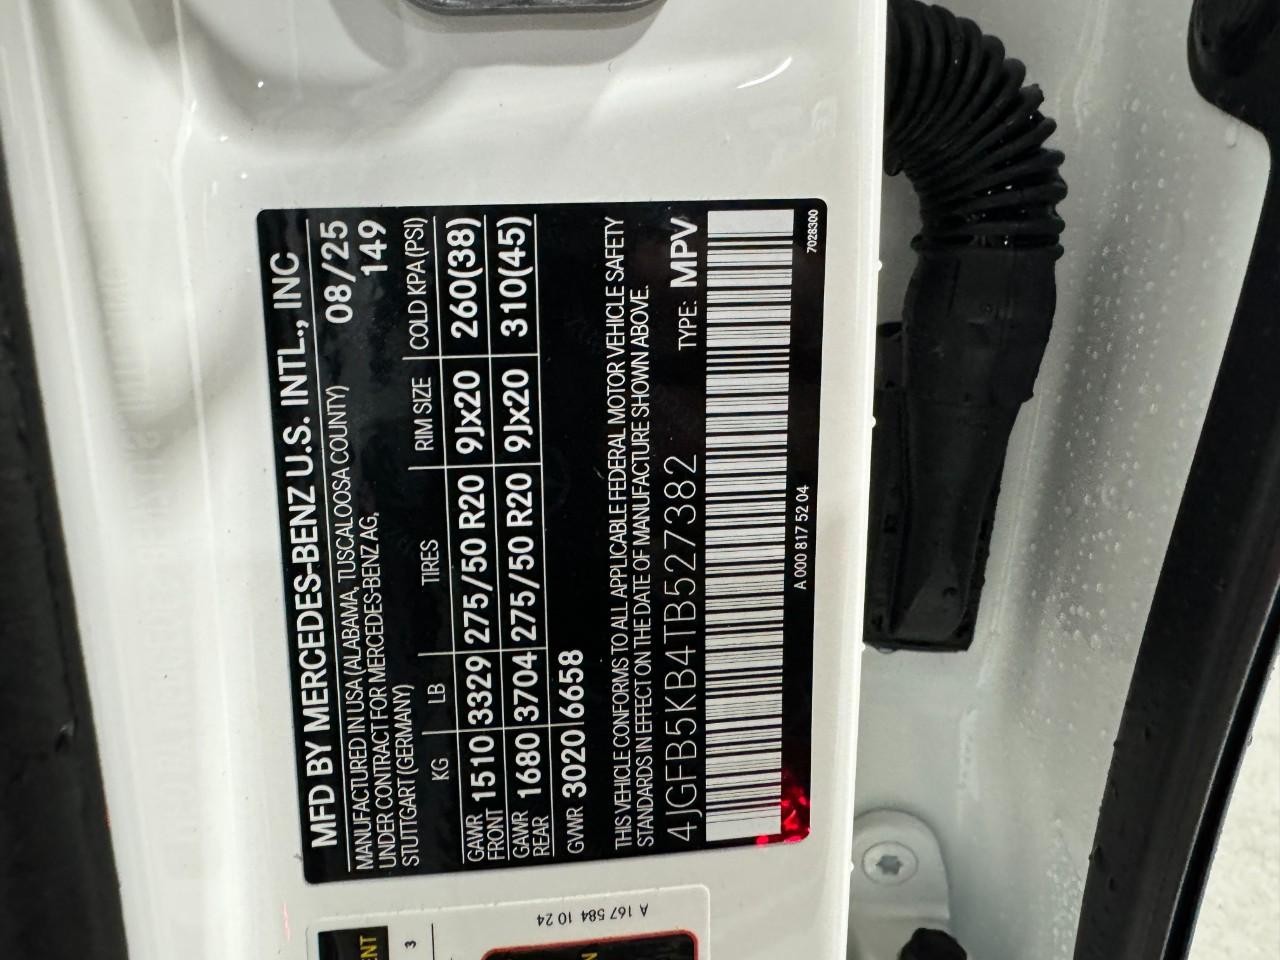 MFD BY MERCEDES-BENZ U.S. INTL., INC
MANUFACTURED IN USA (ALABAMA, TUSCALOOSA COUNTY) 08/25
UNDER CONTRACT FOR MERCEDES-BENZ AG, 149
STUTTGART (GERMANY)
KG LB TIRES RIM SIZE COLD KPA (PSI)
GAWR FRONT 1510 3329 275/50 R20 9Jx20 260(38)
GAWR REAR 1680 3704 275/50 R20 9Jx20 310(45)
GVWR 3020 6658
THIS VEHICLE CONFORMS TO ALL APPLICABLE FEDERAL MOTOR VEHICLE SAFETY
STANDARDS IN EFFECT ON THE DATE OF MANUFACTURE SHOWN ABOVE.
4JGFB5KB4TB527382 TYPE: MPV
A 000 817 52 04 7028300
A 167 584 10 24
3